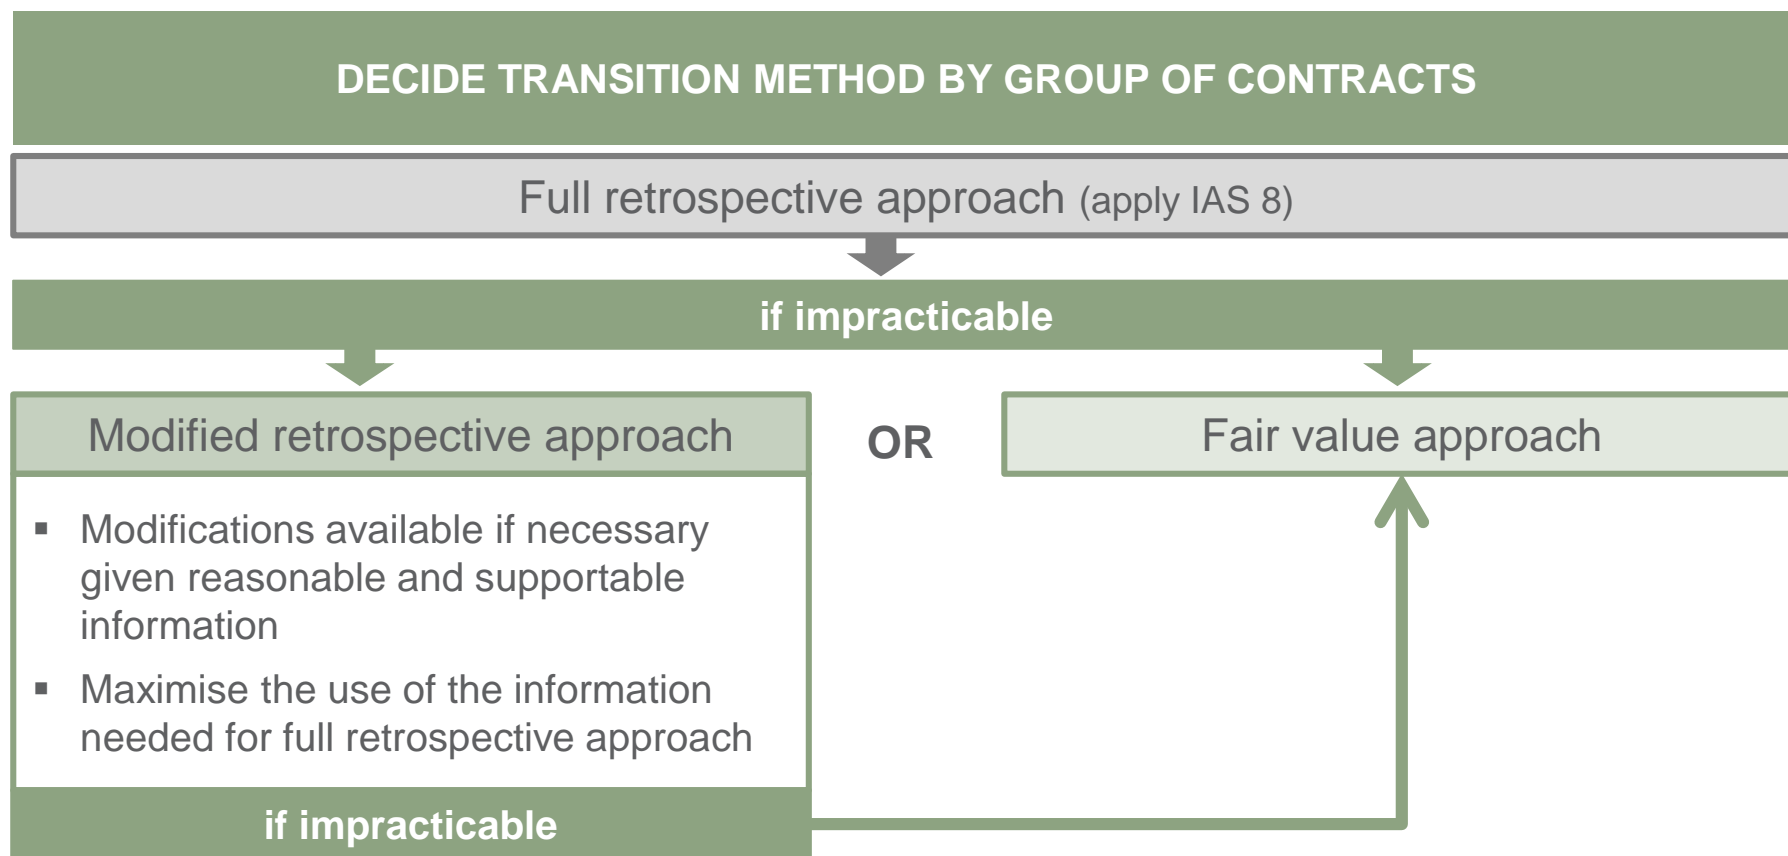 DECIDE TRANSITION METHOD BY GROUP OF CONTRACTS
Full retrospective approach (apply IAS 8)
if impracticable
Modified retrospective approach
OR
Fair value approach
▪ Modifications available if necessary
given reasonable and supportable
information
▪ Maximise the use of the information
needed for full retrospective approach
if impracticable